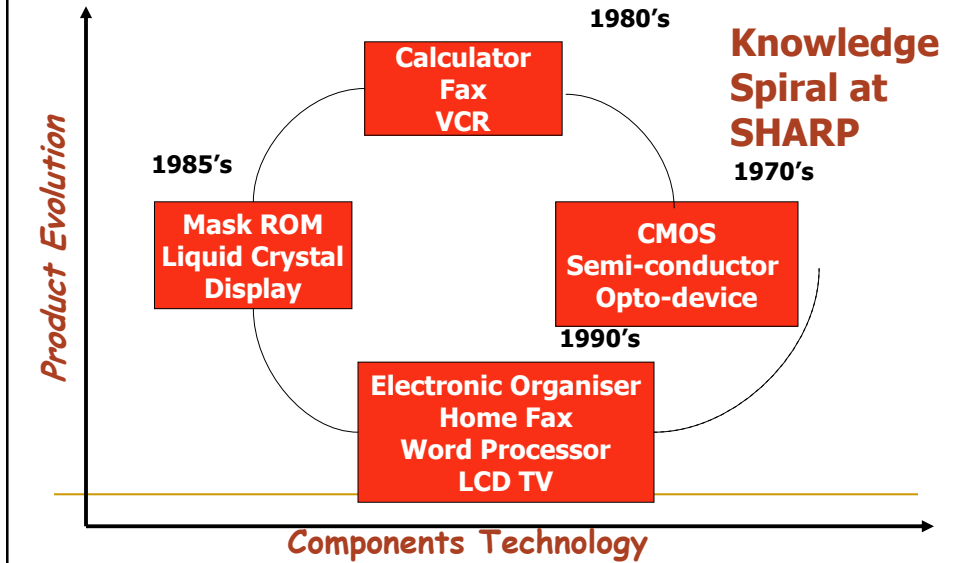 1980's
Knowledge
Spiral at
SHARP
Calculator
Fax
VCR
1985's
1970's
Mask ROM
Liquid Crystal
Display
CMOS
Semi-conductor
Opto-device
1990's
Electronic Organiser
Home Fax
Word Processor
LCD TV
Product Evolution
Components Technology